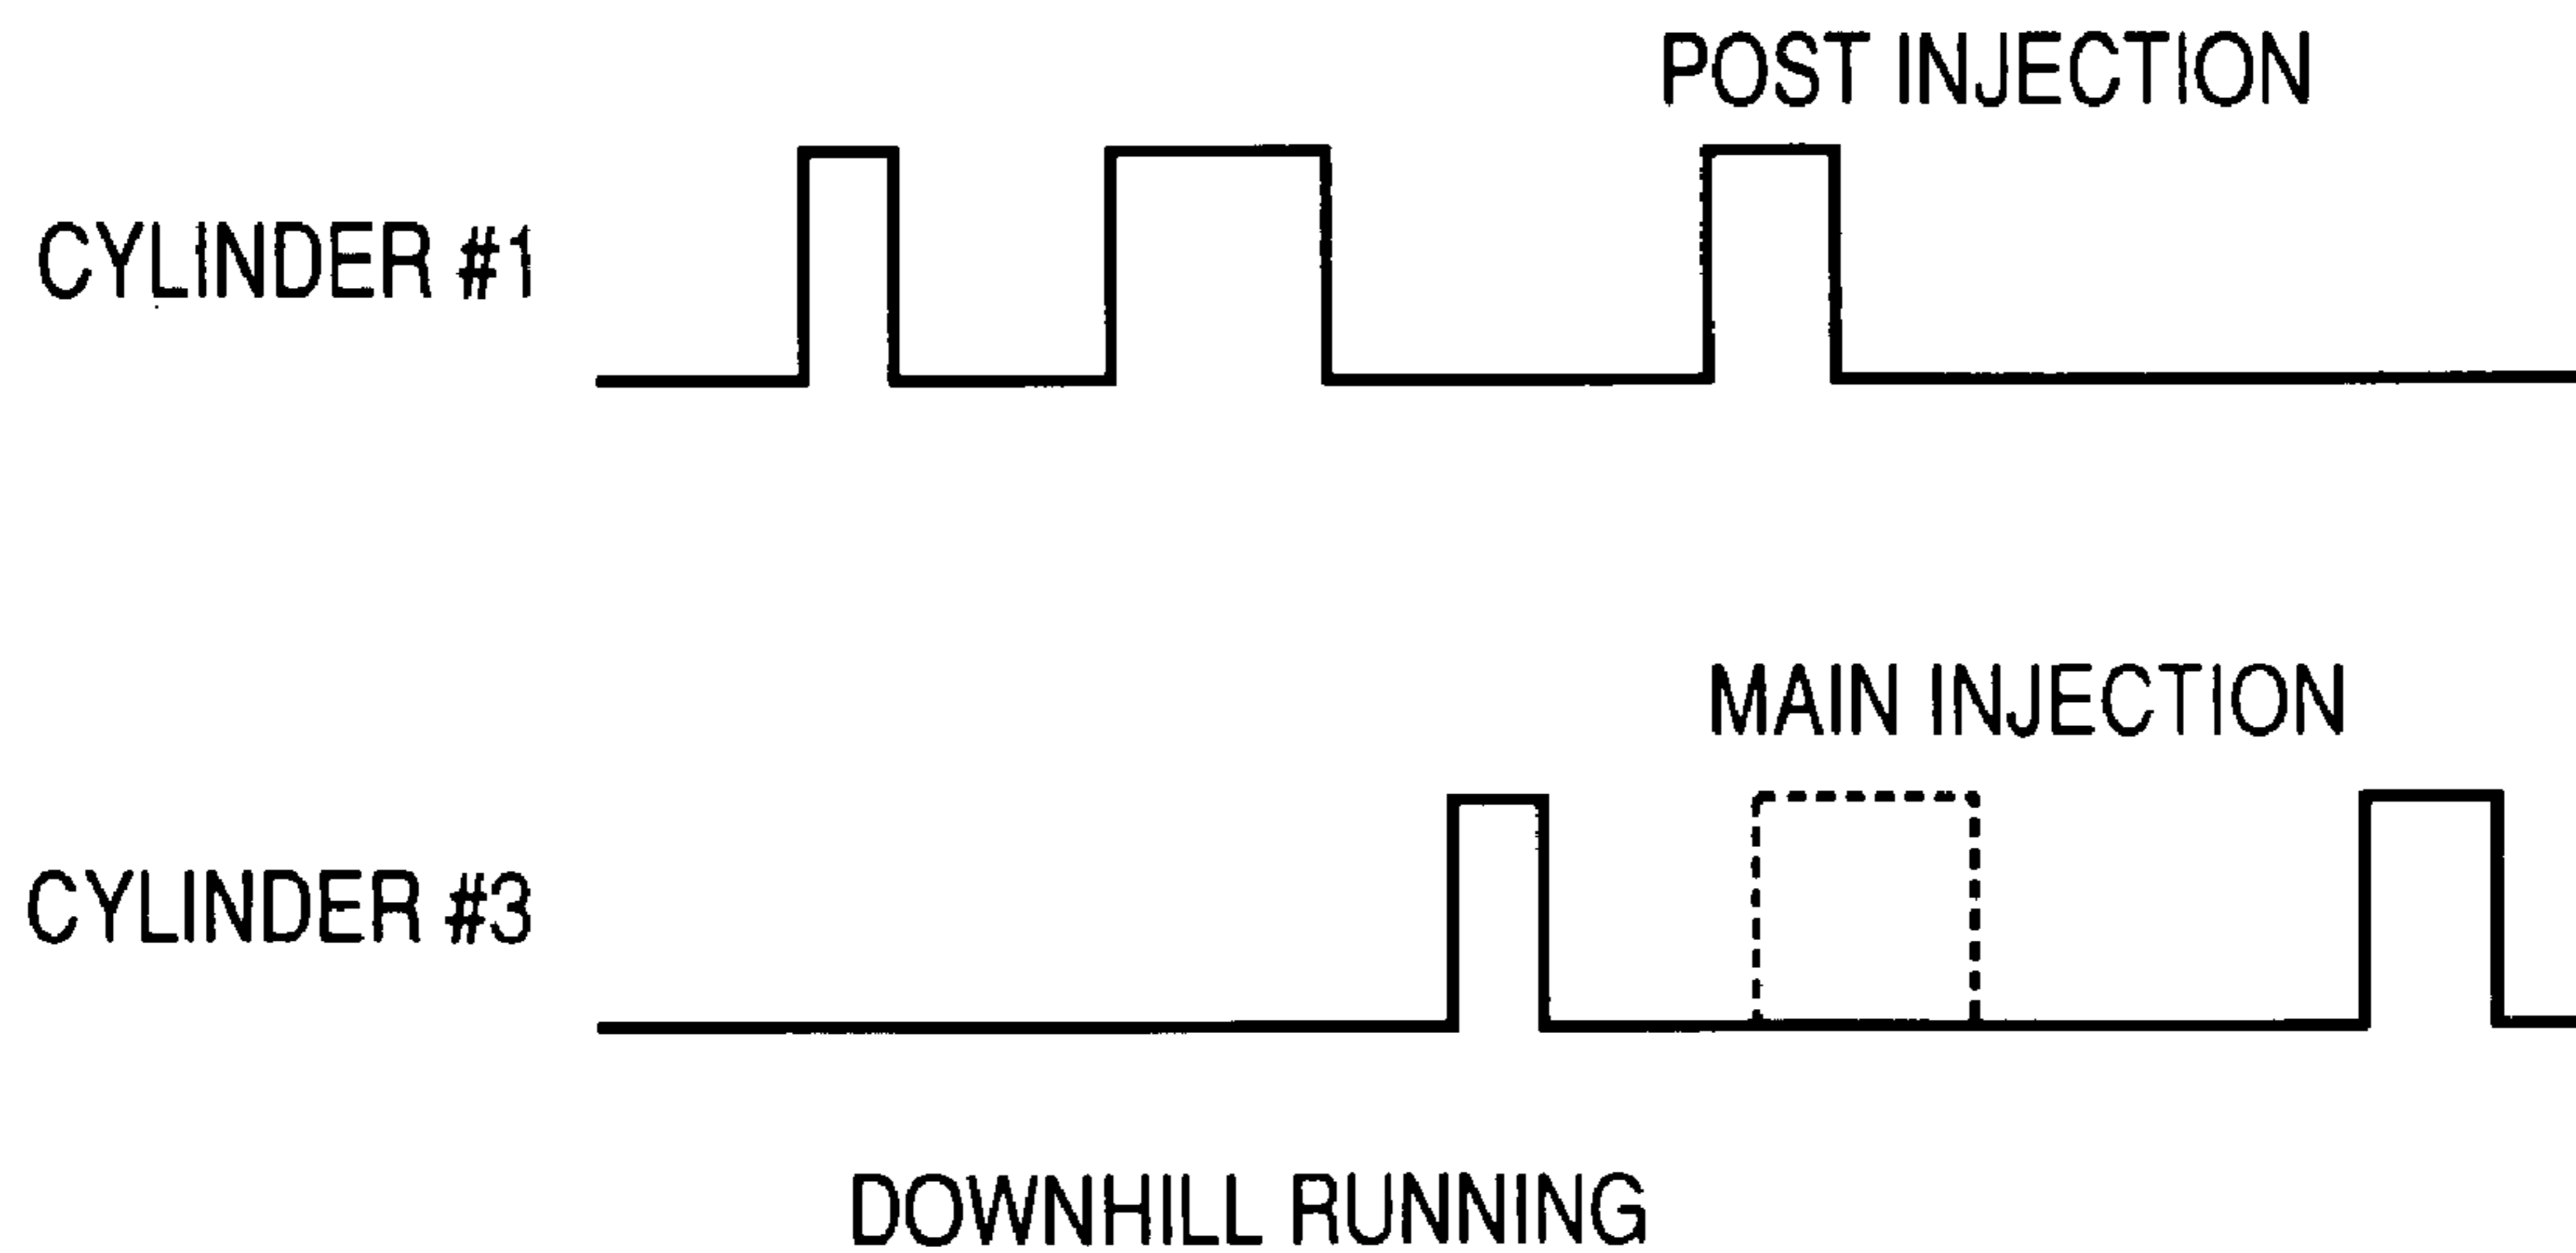 POST INJECTION
CYLINDER #1
MAIN INJECTION
CYLINDER #3
DOWNHILL RUNNING